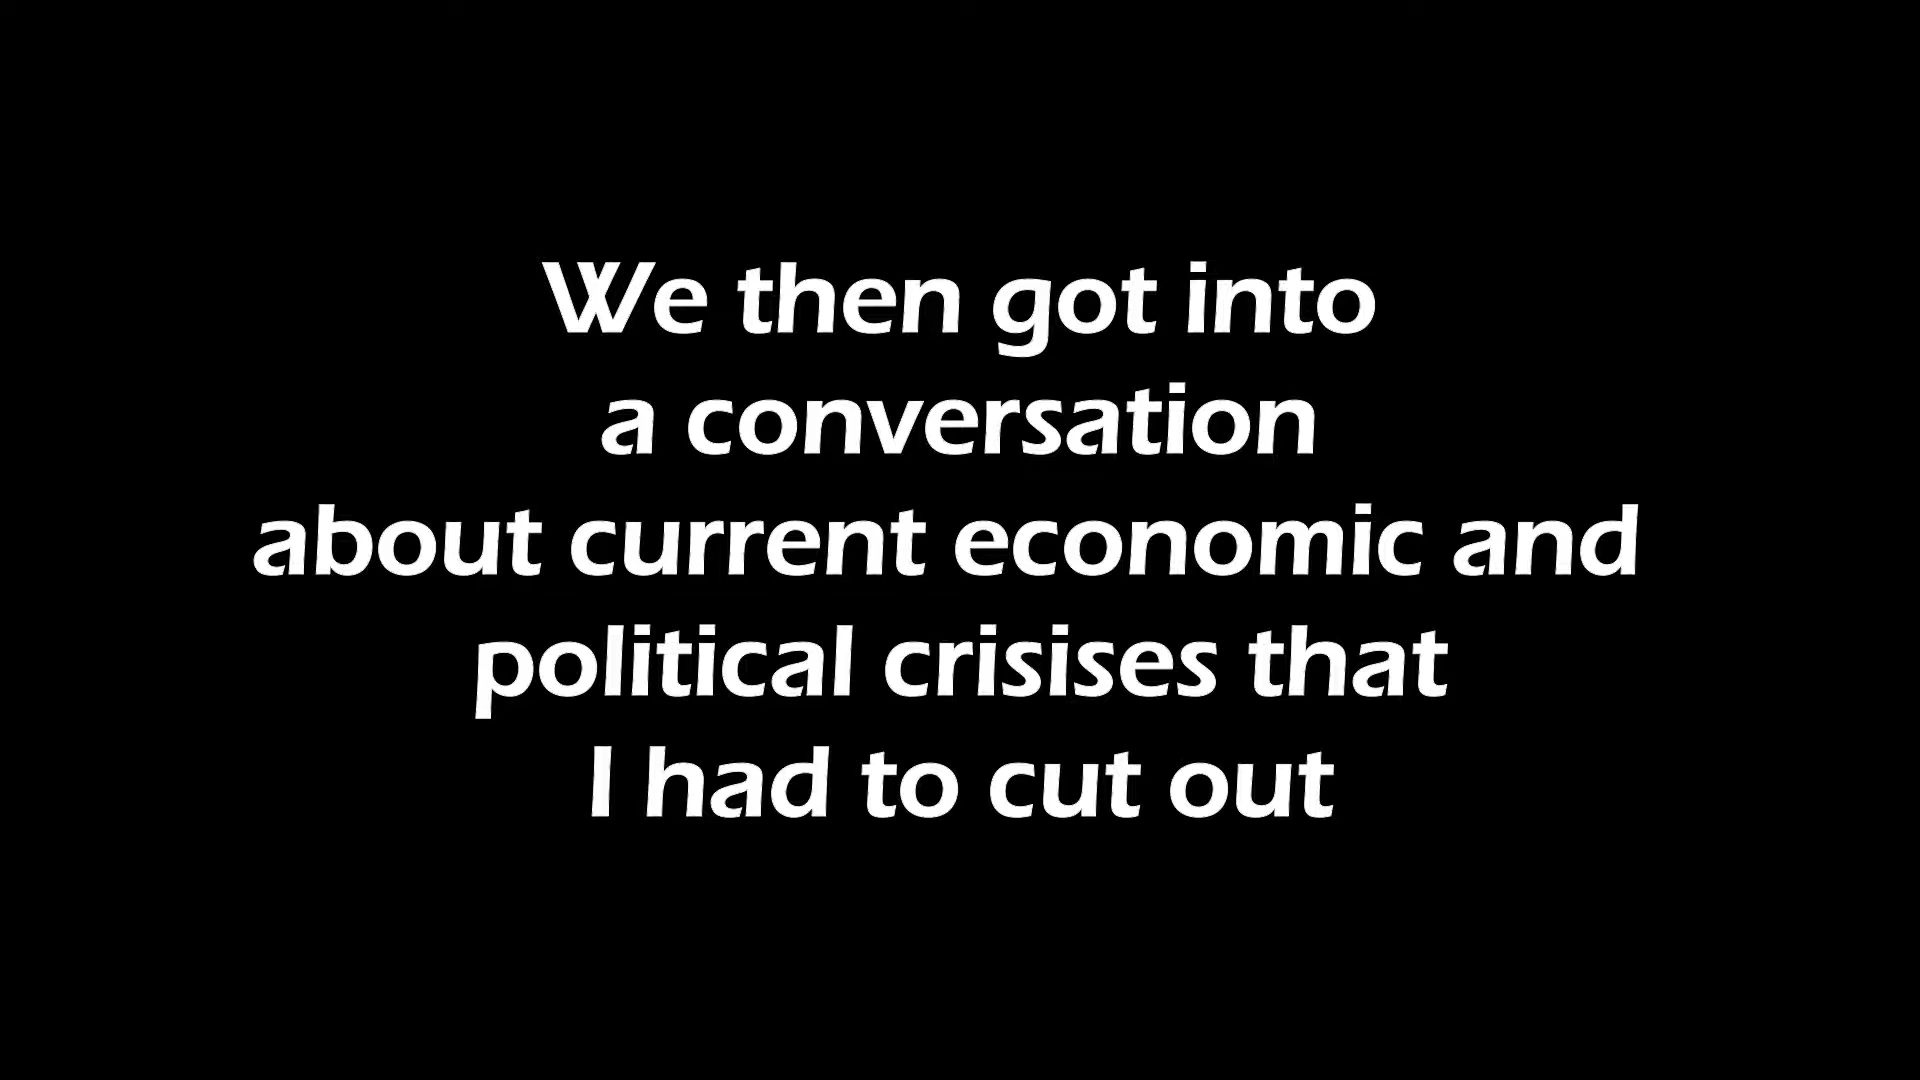 We then got into
a conversation
about current economic and
political crisises that
I had to cut out